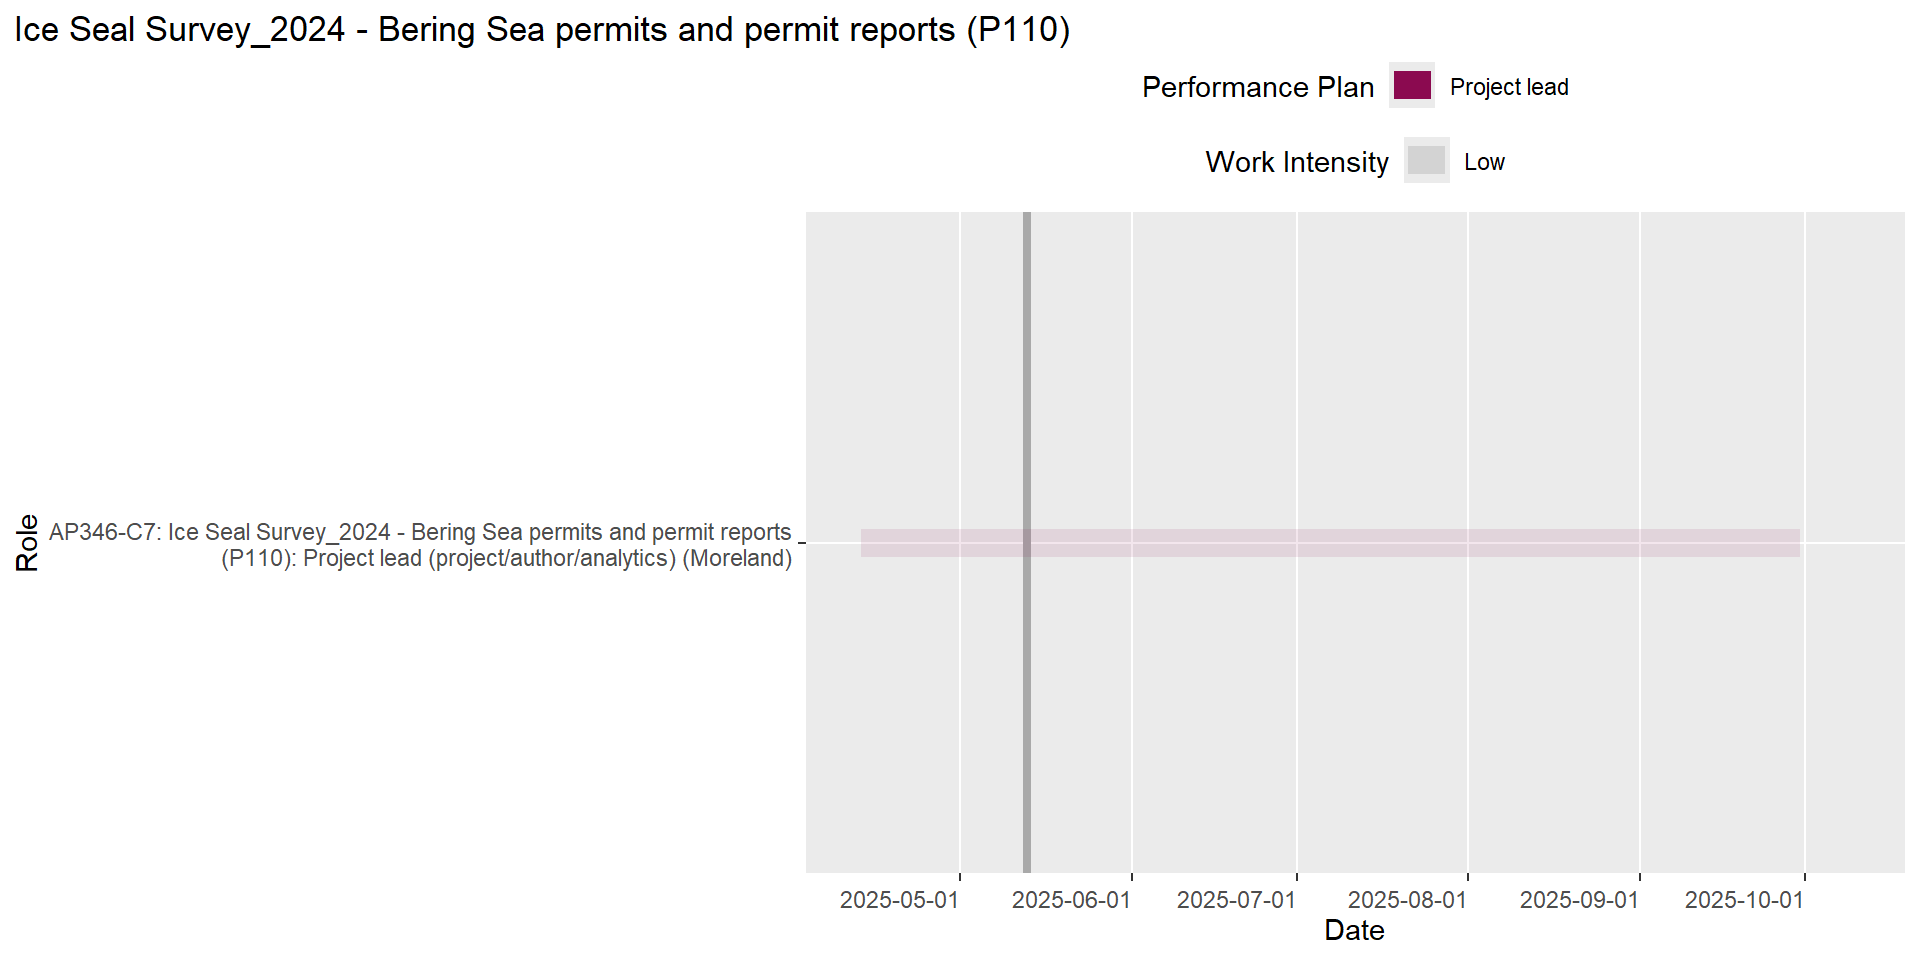 Ice Seal Survey_2024 - Bering Sea permits and permit reports (P110)
Performance Plan
Project lead
Work Intensity
Low
Role
AP346-C7: Ice Seal Survey_2024 - Bering Sea permits and permit reports
(P110): Project lead (project/author/analytics) (Moreland)
2025-05-01
2025-06-01
2025-07-01
2025-08-01
2025-09-01
2025-10-01
Date